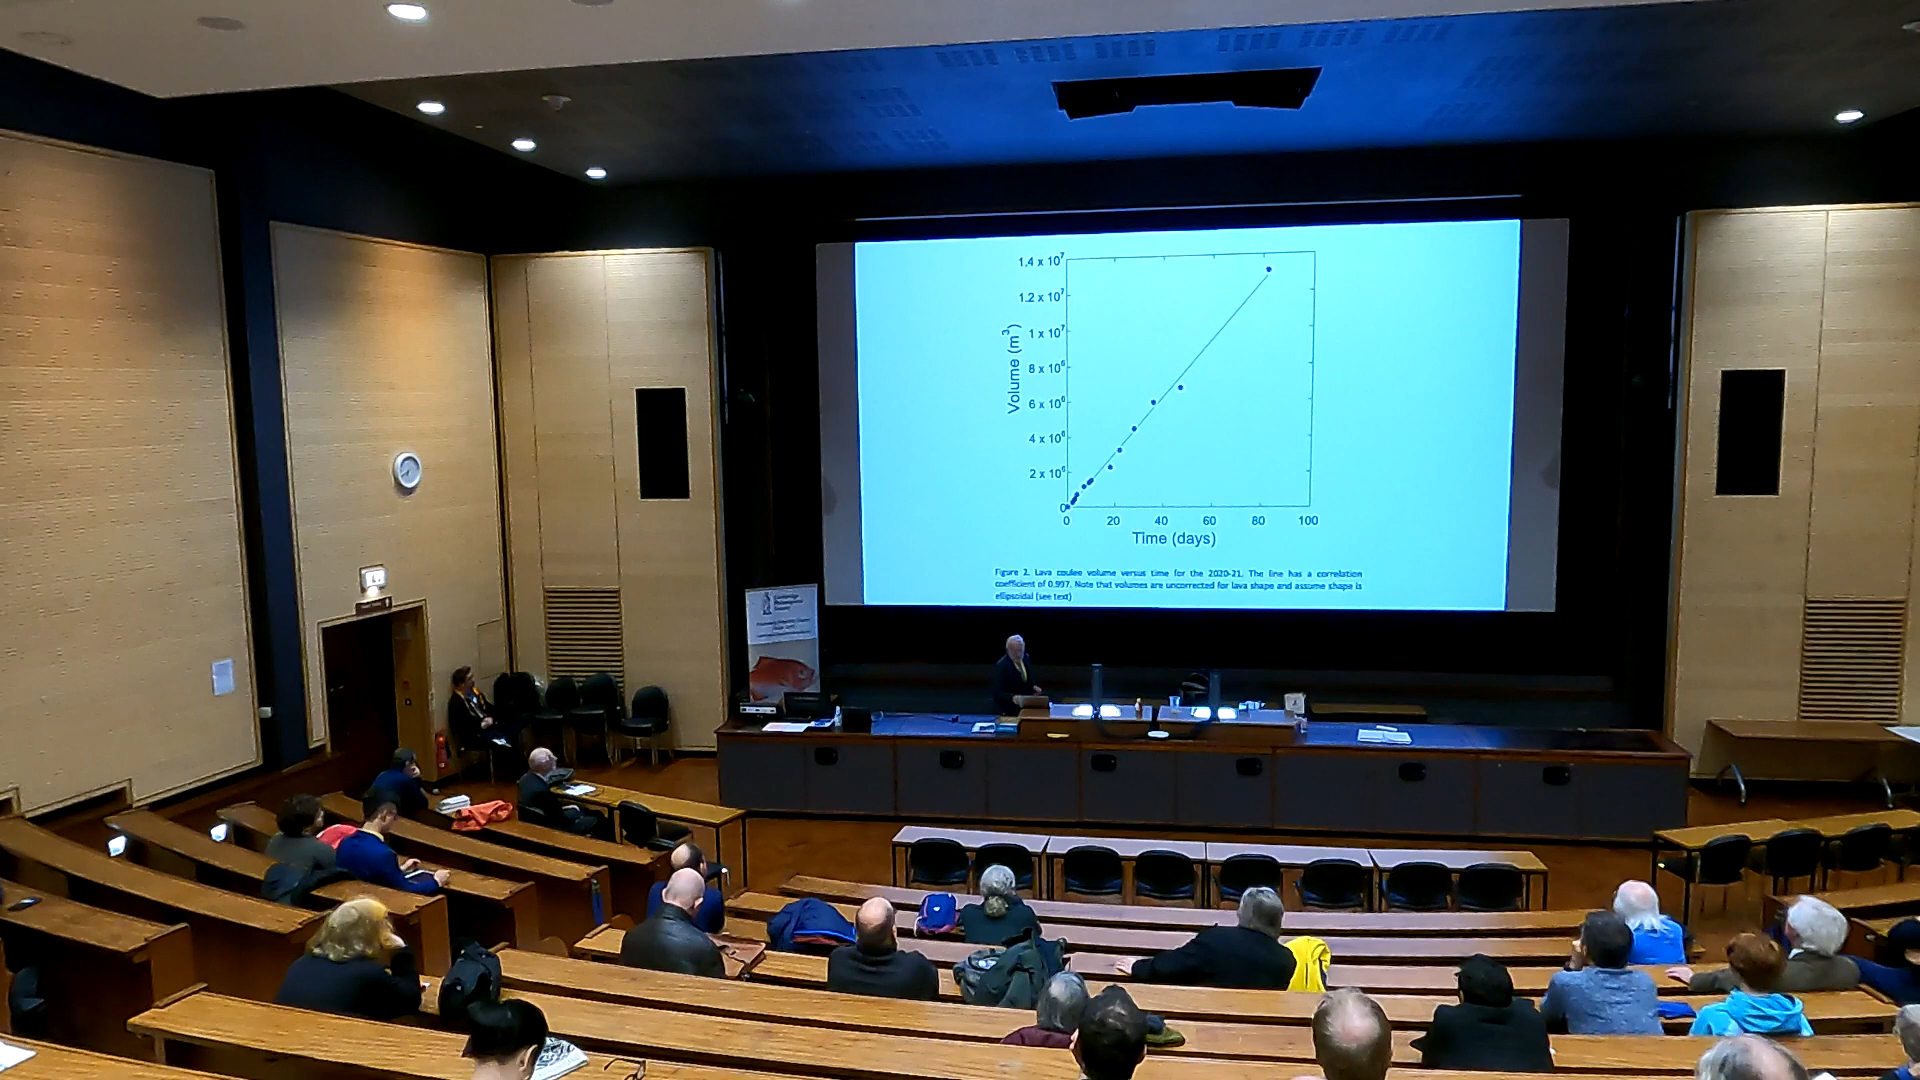 1.4 x 10⁷
1.2 x 10⁷
1 x 10⁷
8 x 10⁶
6 x 10⁶
4 x 10⁶
2 x 10⁶
0
Volume (m³)
0 20 40 60 80 100
Time (days)
Figure 2. Lava coulee volume versus time for the 2020-21. The line has a correlation
coefficient of 0.997. Note that volumes are uncorrected for lava shape and assume shape is
ellipsoidal (see text)
Cambridge
Philosophical
Society